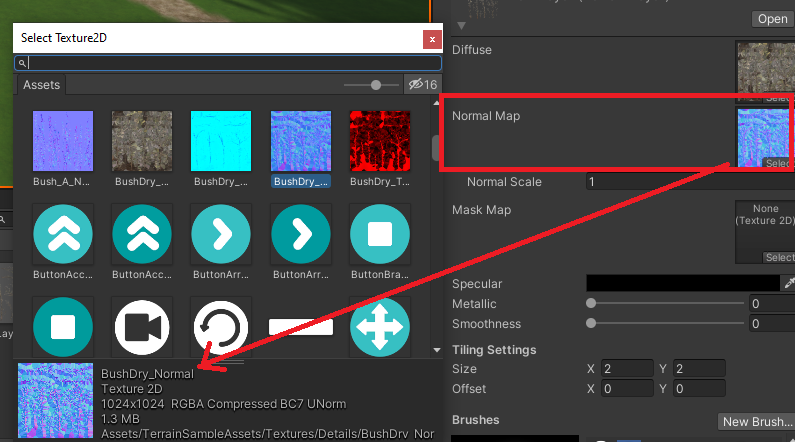 Select Texture2D
x
Assets
16
Bush_A_N...
BushDry_...
BushDry_...
BushDry_...
BushDry_T...
ButtonAcc...
ButtonAcc...
ButtonArr...
ButtonArr...
ButtonBra...
BushDry_Normal
Texture 2D
1024x1024 RGBA Compressed BC7 UNorm
1.3 MB
Assets/TerrainSampleAssets/Textures/Details/BushDry_Nor
Lay
Open
Diffuse
Select
Normal Map
Select
Normal Scale
1
Mask Map
None
(Texture 2D)
Select
Specular
Metallic
0
Smoothness
0
Tiling Settings
Size X 2 Y 2
Offset X 0 Y 0
Brushes
New Brush...